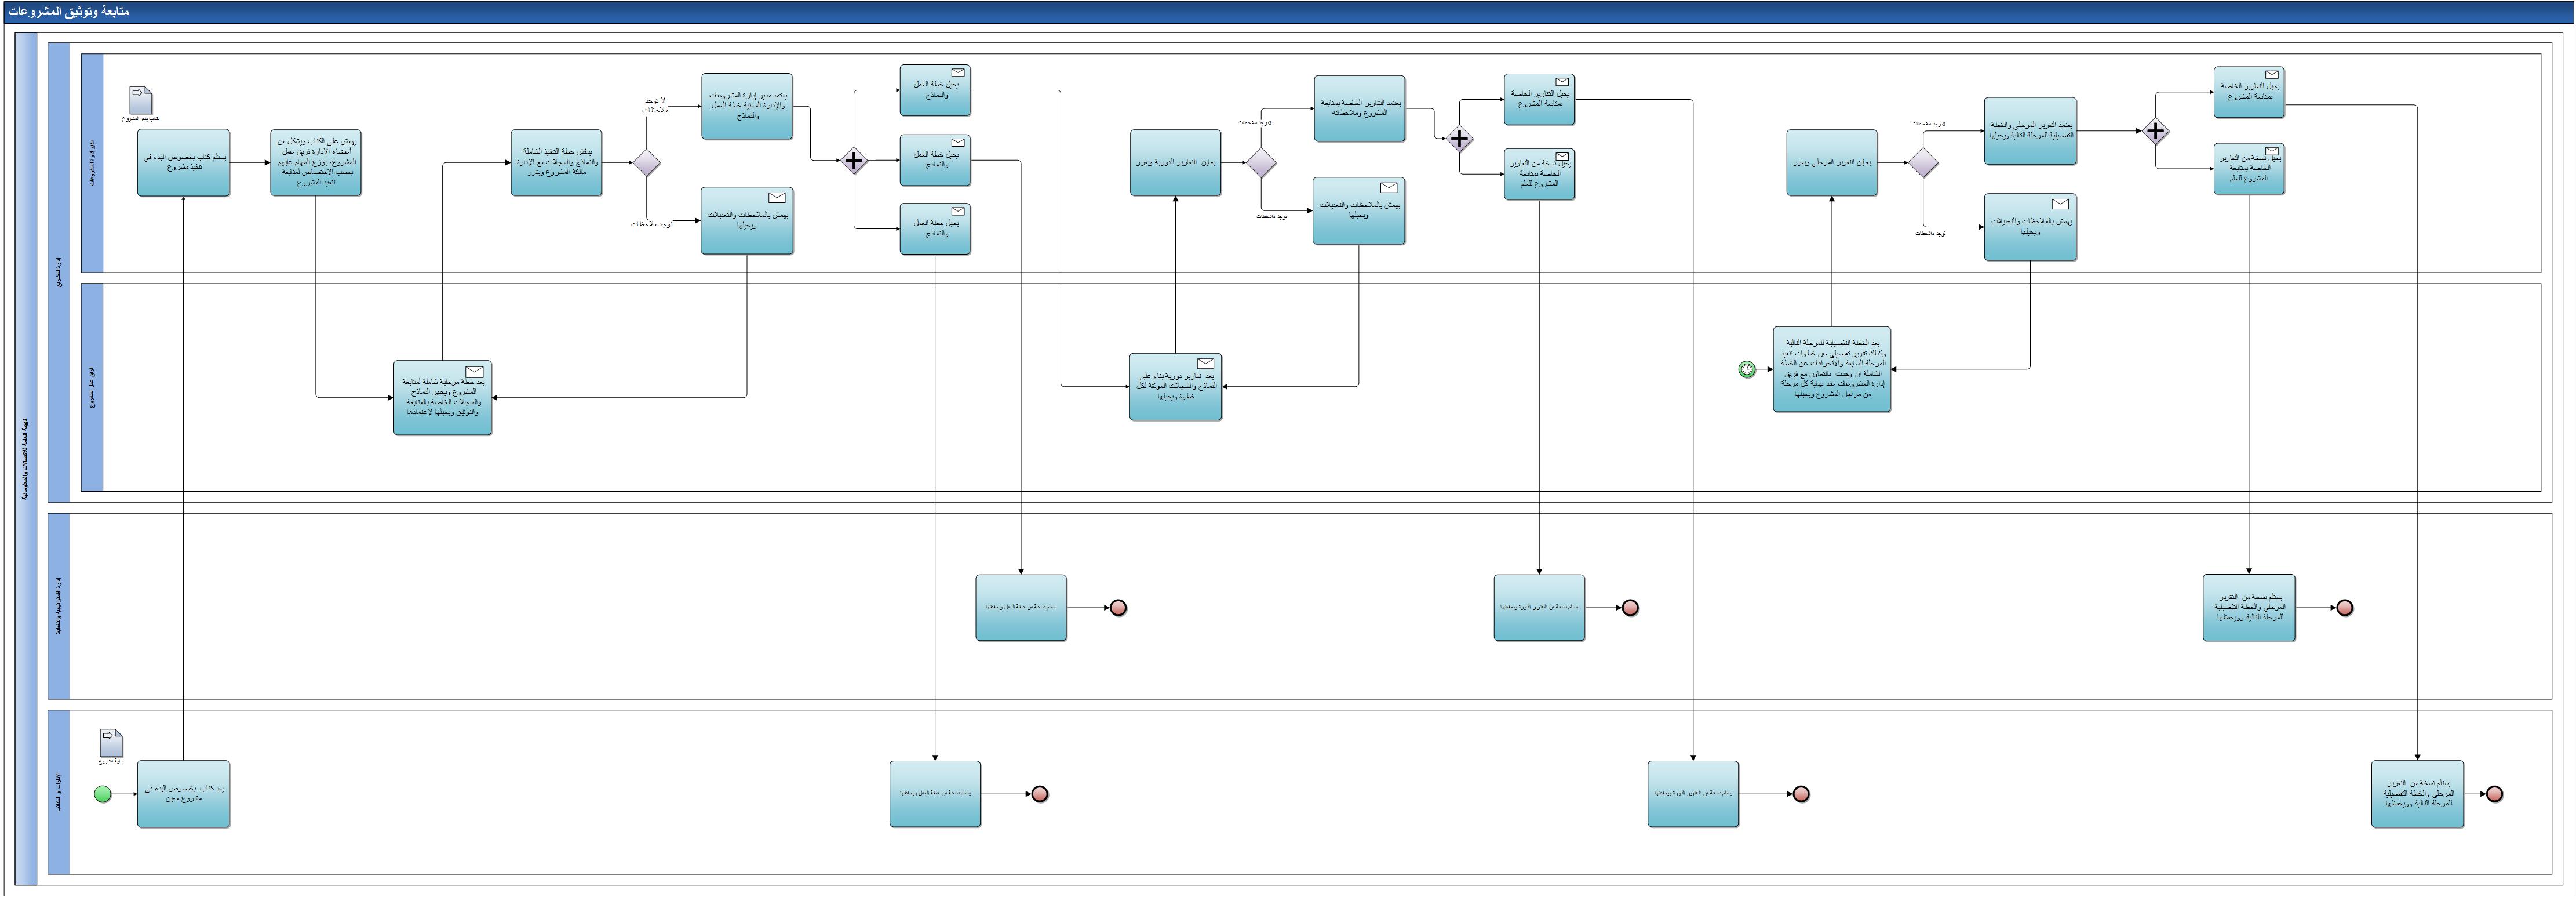 متابعة وتوثيق المشروعات
الهيئة العامة للاتصالات والمعلوماتية
إدارة المشاريع
مدير إدارة المشروعات
كتاب بدء المشروع
يستلم كتاب بخصوص البدء في
تنفيذ مشروع
يهمش على الكتاب ويشكل من
أعضاء الادارة فريق عمل
للمشروع، يوزع المهام عليهم
بحسب الاختصاص لمتابعة
تنفيذ المشروع
يناقش خطة التنفيذ الشاملة
والنماذج والسجلات مع الإدارة
مالكة المشروع ويقرر
لا توجد
ملاحظات
توجد ملاحظات
يعتمد مدير إدارة المشروعات
والإدارة المعنية خطة العمل
والنماذج
يهمش بالملاحظات والتعديلات
ويحيلها
يحيل خطة العمل
والنماذج
يحيل خطة العمل
والنماذج
يحيل خطة العمل
والنماذج
يعاين التقارير الدورية ويقرر
لاتوجد ملاحظات
توجد ملاحظات
يعتمد التقارير الخاصة بمتابعة
المشروع وملاحظاته
يهمش بالملاحظات والتعديلات
ويحيلها
يحيل التقارير الخاصة
بمتابعة المشروع
يحيل نسخة من التقارير
الخاصة بمتابعة
المشروع للعلم
يعاين التقرير المرحلي ويقرر
لاتوجد ملاحظات
توجد ملاحظات
يعتمد التقرير المرحلي والخطة
التفصيلية للمرحلة التالية ويحيلها
يهمش بالملاحظات والتعديلات
ويحيلها
يحيل التقارير الخاصة
بمتابعة المشروع
يحيل نسخة من التقارير
الخاصة بمتابعة
المشروع للعلم
فريق عمل المشروع
يعد خطة مرحلية شاملة لمتابعة
المشروع ويجهز النماذج
والسجلات الخاصة بالمتابعة
والتوثيق ويحيلها لإعتمادها
يعد تقارير دورية بناء على
النماذج والسجلات الموثقة لكل
خطوة ويحيلها
يعد الخطة التفصيلية للمرحلة التالية
وكذلك تقرير تفصيلي عن خطوات تنفيذ
المرحلة السابقة والانحرافات عن الخطة
الشاملة ان وجدت بالتعاون مع فريق
إدارة المشروعات عند نهاية كل مرحلة
من مراحل المشروع ويحيلها
إدارة الاستراتيجية والتخطيط
يستلم نسخة من خطة العمل ويحفظها
يستلم نسخة من التقارير الدورة ويحفظها
يستلم نسخة من التقرير
المرحلي والخطة التفصيلية
للمرحلة التالية وويحفظها
الإدارات أو المكاتب
بداية مشروع
يعد كتاب بخصوص البدء في
مشروع معين
يستلم نسخة من خطة العمل ويحفظها
يستلم نسخة من التقارير الدورة ويحفظها
يستلم نسخة من التقرير
المرحلي والخطة التفصيلية
للمرحلة التالية وويحفظها